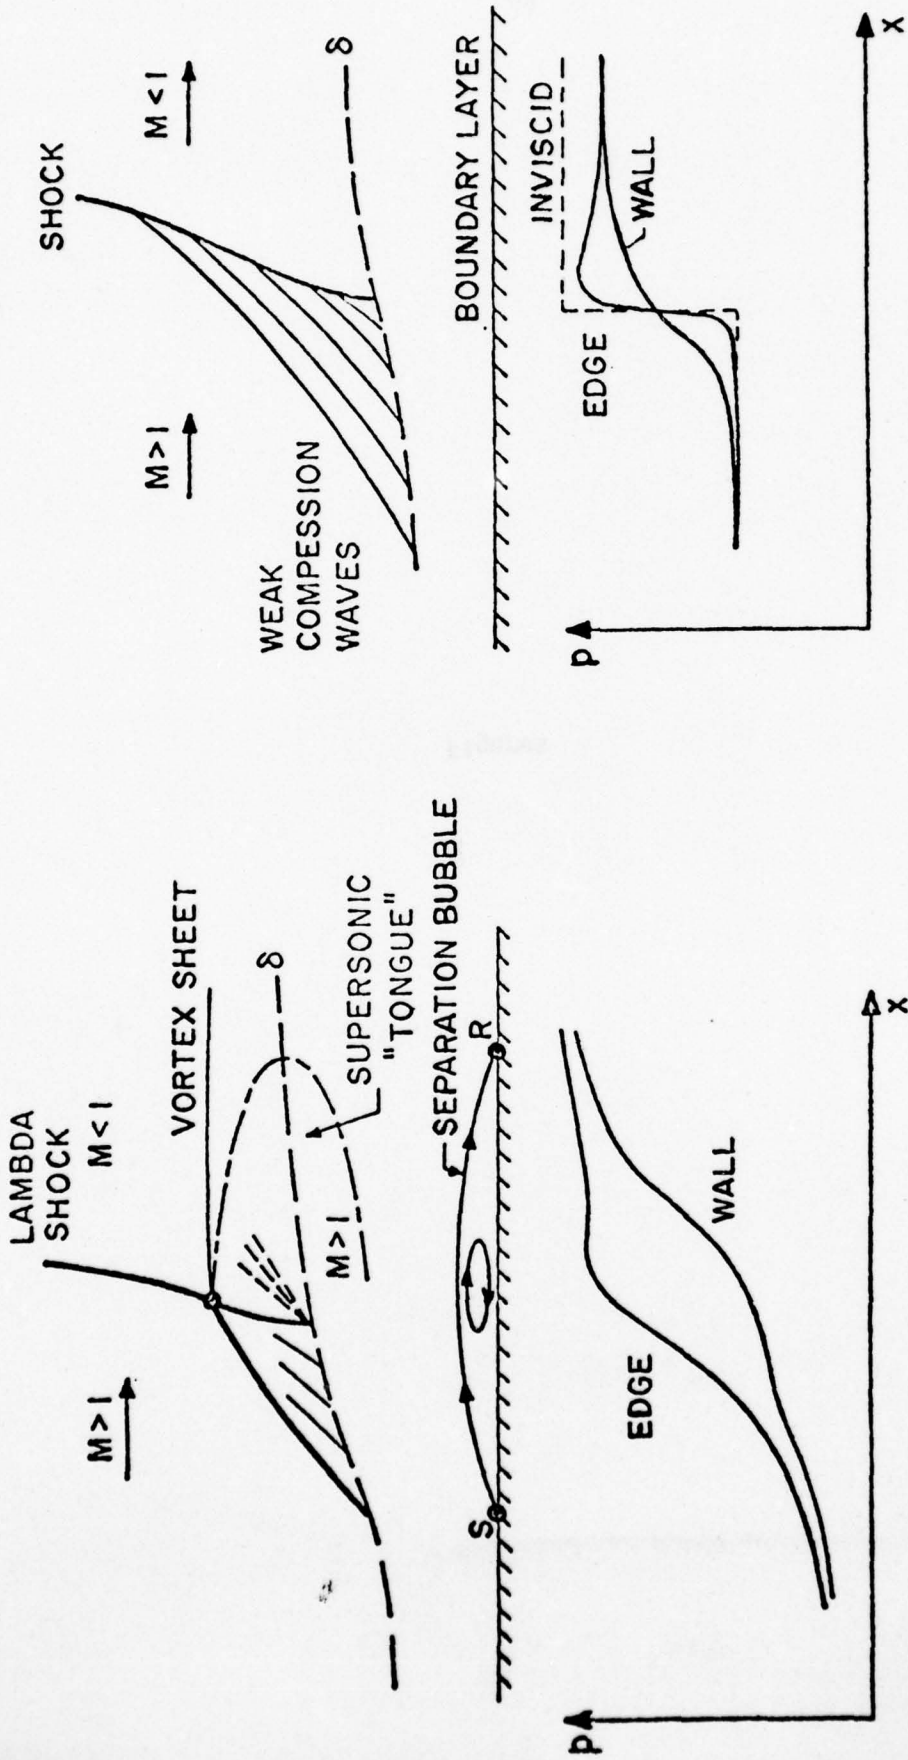 LAMBDA
SHOCK
M < 1
M > 1
VORTEX SHEET
δ
SUPERSONIC
"TONGUE"
M > 1
SEPARATION BUBBLE
S
R
p
EDGE
WALL
X
SHOCK
M > 1
M < 1
WEAK
COMPESSION
WAVES
δ
BOUNDARY LAYER
p
INVISCID
EDGE
WALL
X